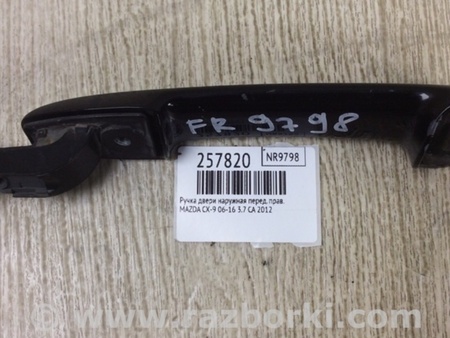 FR 9798
257820
NR9798
Ручка двери наружная перед. прав.
MAZDA CX-9 06-16 3.7 CA 2012
www.razborki.com